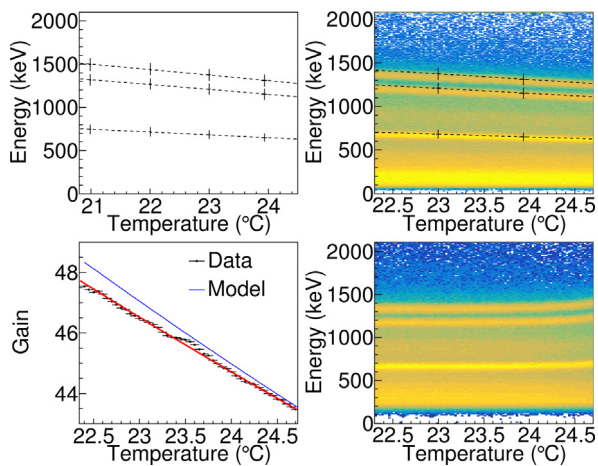 Energy (keV)
2000
1500
1000
500
0
21 22 23 24
Temperature (°C)
Energy (keV)
2000
1500
1000
500
0
22.5 23 23.5 24 24.5
Temperature (°C)
Gain
48
46
44
Data
Model
22.5 23 23.5 24 24.5
Temperature (°C)
Energy (keV)
2000
1500
1000
500
0
22.5 23 23.5 24 24.5
Temperature (°C)